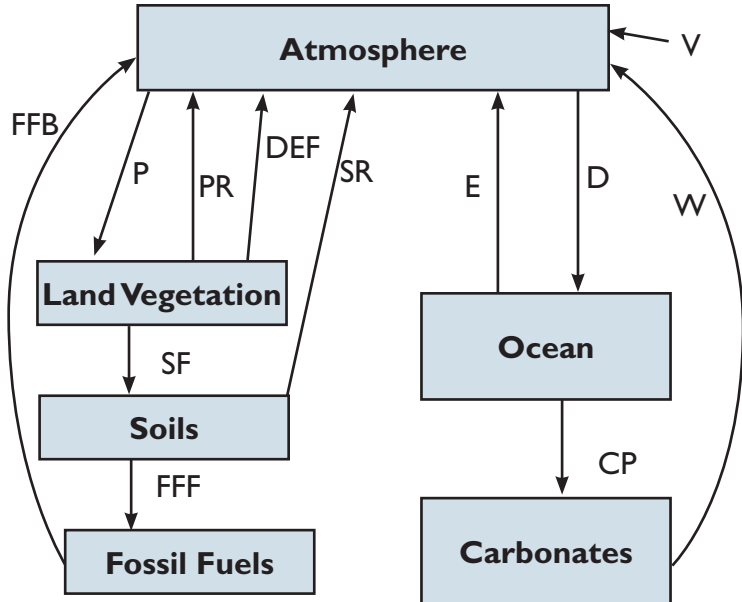 Atmosphere
V
FFB
P
PR
DEF
SR
E
D
W
Land Vegetation
Ocean
SF
Soils
FFF
CP
Fossil Fuels
Carbonates